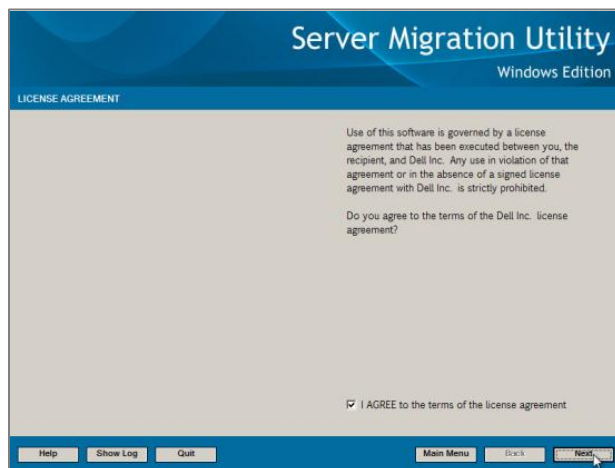 Server Migration Utility
Windows Edition
LICENSE AGREEMENT
Use of this software is governed by a license
agreement that has been executed between you, the
recipient, and Dell Inc. Any use in violation of that
agreement or in the absence of a signed license
agreement with Dell Inc. is strictly prohibited.
Do you agree to the terms of the Dell Inc. license
agreement?
I AGREE to the terms of the license agreement
Help Show Log Quit Main Menu Back Next